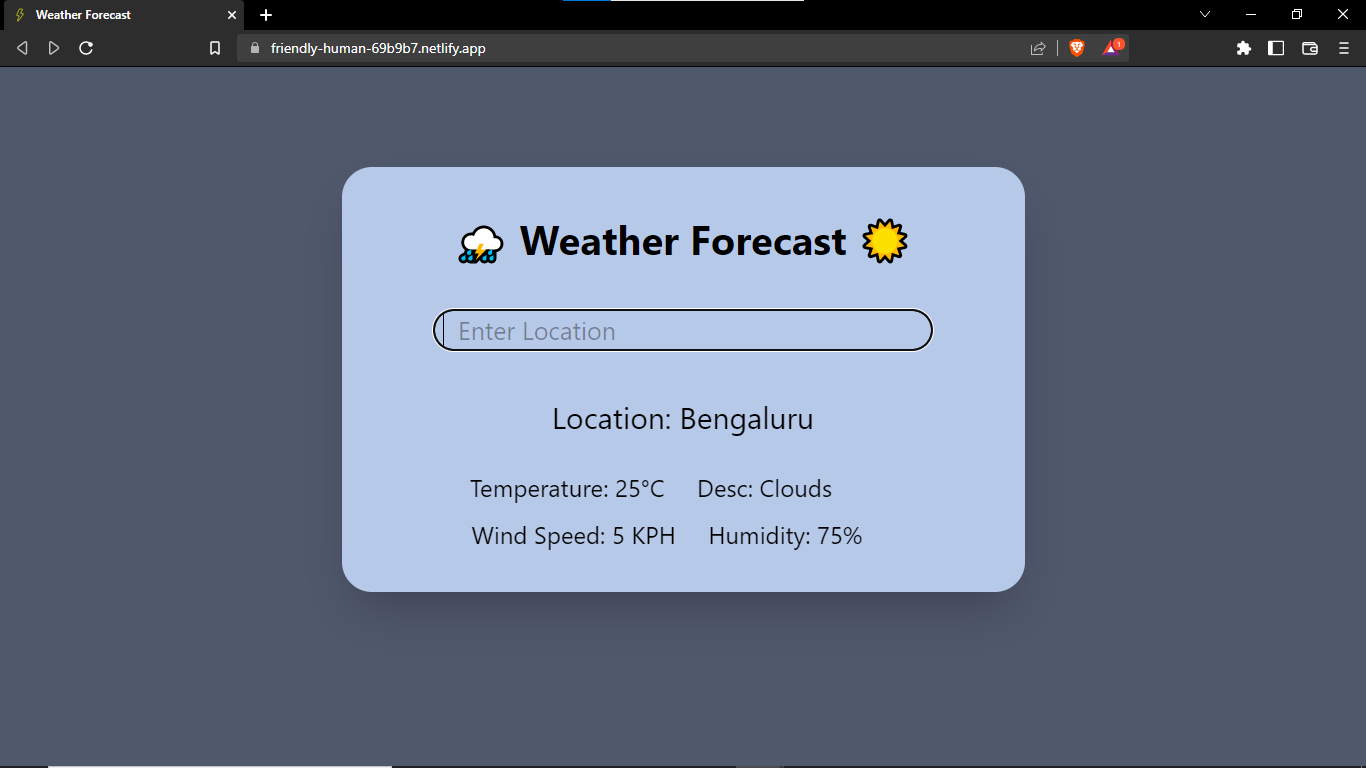 Weather Forecast
friendly-human-69b9b7.netlify.app
1
Weather Forecast
Enter Location
Location: Bengaluru
Temperature: 25°C Desc: Clouds
Wind Speed: 5 KPH Humidity: 75%